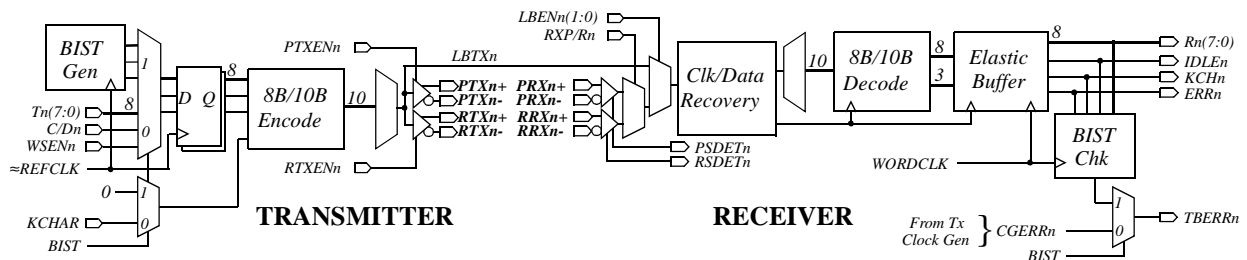 BIST
Gen
1
0
Tn(7:0)
8
C/Dn
WSENn
≈REFCLK
D Q
8
8B/10B
Encode
10
0
1
0
KCHAR
BIST
TRANSMITTER
PTXENn
RTXENn
LBTXn
PTXn+
PTXn-
RTXn+
RTXn-
LBENn(1:0)
RXP/Rn
PRXn+
PRXn-
RRXn+
RRXn-
PSDETn
RSDETn
Clk/Data
Recovery
10
8B/10B
Decode
8
3
Elastic
Buffer
8
Rn(7:0)
IDLEn
KCHn
ERRn
BIST
Chk
WORDCLK
RECEIVER
From Tx
Clock Gen
}
CGERRn
BIST
1
0
TBERRn